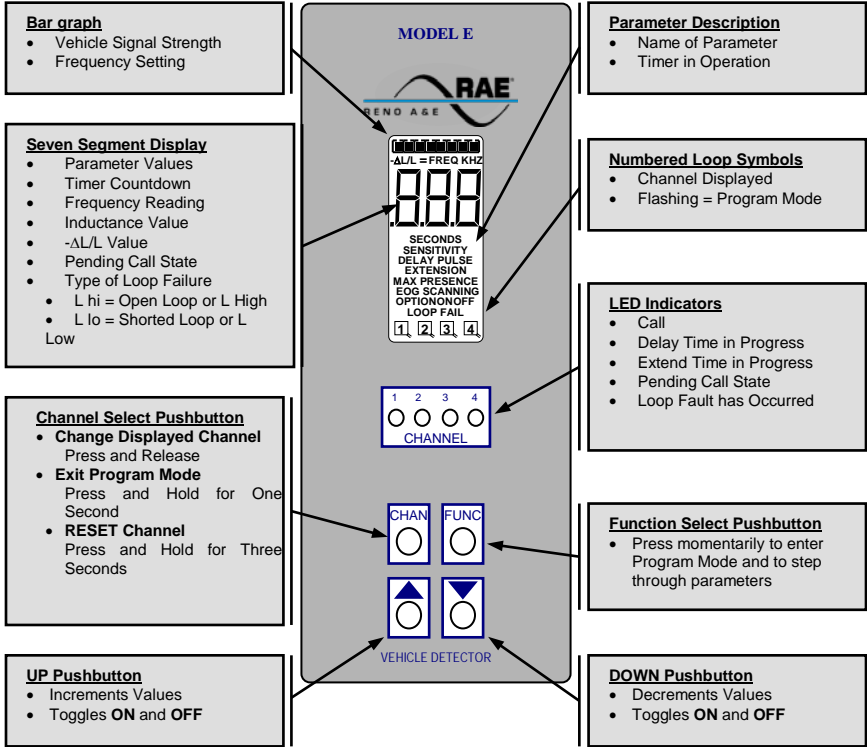 Bar graph
• Vehicle Signal Strength
• Frequency Setting
Seven Segment Display
• Parameter Values
• Timer Countdown
• Frequency Reading
• Inductance Value
• -∆L/L Value
• Pending Call State
• Type of Loop Failure
• L hi = Open Loop or L High
• L lo = Shorted Loop or L
Low
Channel Select Pushbutton
• Change Displayed Channel
Press and Release
• Exit Program Mode
Press and Hold for One
Second
• RESET Channel
Press and Hold for Three
Seconds
UP Pushbutton
• Increments Values
• Toggles ON and OFF
MODEL E
RAE
RENO A&E
-∆L/L = FREQ KHZ
.8.8.8
SECONDS
SENSITIVITY
DELAY PULSE
EXTENSION
MAX PRESENCE
EOG SCANNING
OPTIONONOFF
LOOP FAIL
1 2 3 4
1 2 3 4
CHANNEL
CHAN FUNC
VEHICLE DETECTOR
Parameter Description
• Name of Parameter
• Timer in Operation
Numbered Loop Symbols
• Channel Displayed
• Flashing = Program Mode
LED Indicators
• Call
• Delay Time in Progress
• Extend Time in Progress
• Pending Call State
• Loop Fault has Occurred
Function Select Pushbutton
• Press momentarily to enter
Program Mode and to step
through parameters
DOWN Pushbutton
• Decrements Values
• Toggles ON and OFF